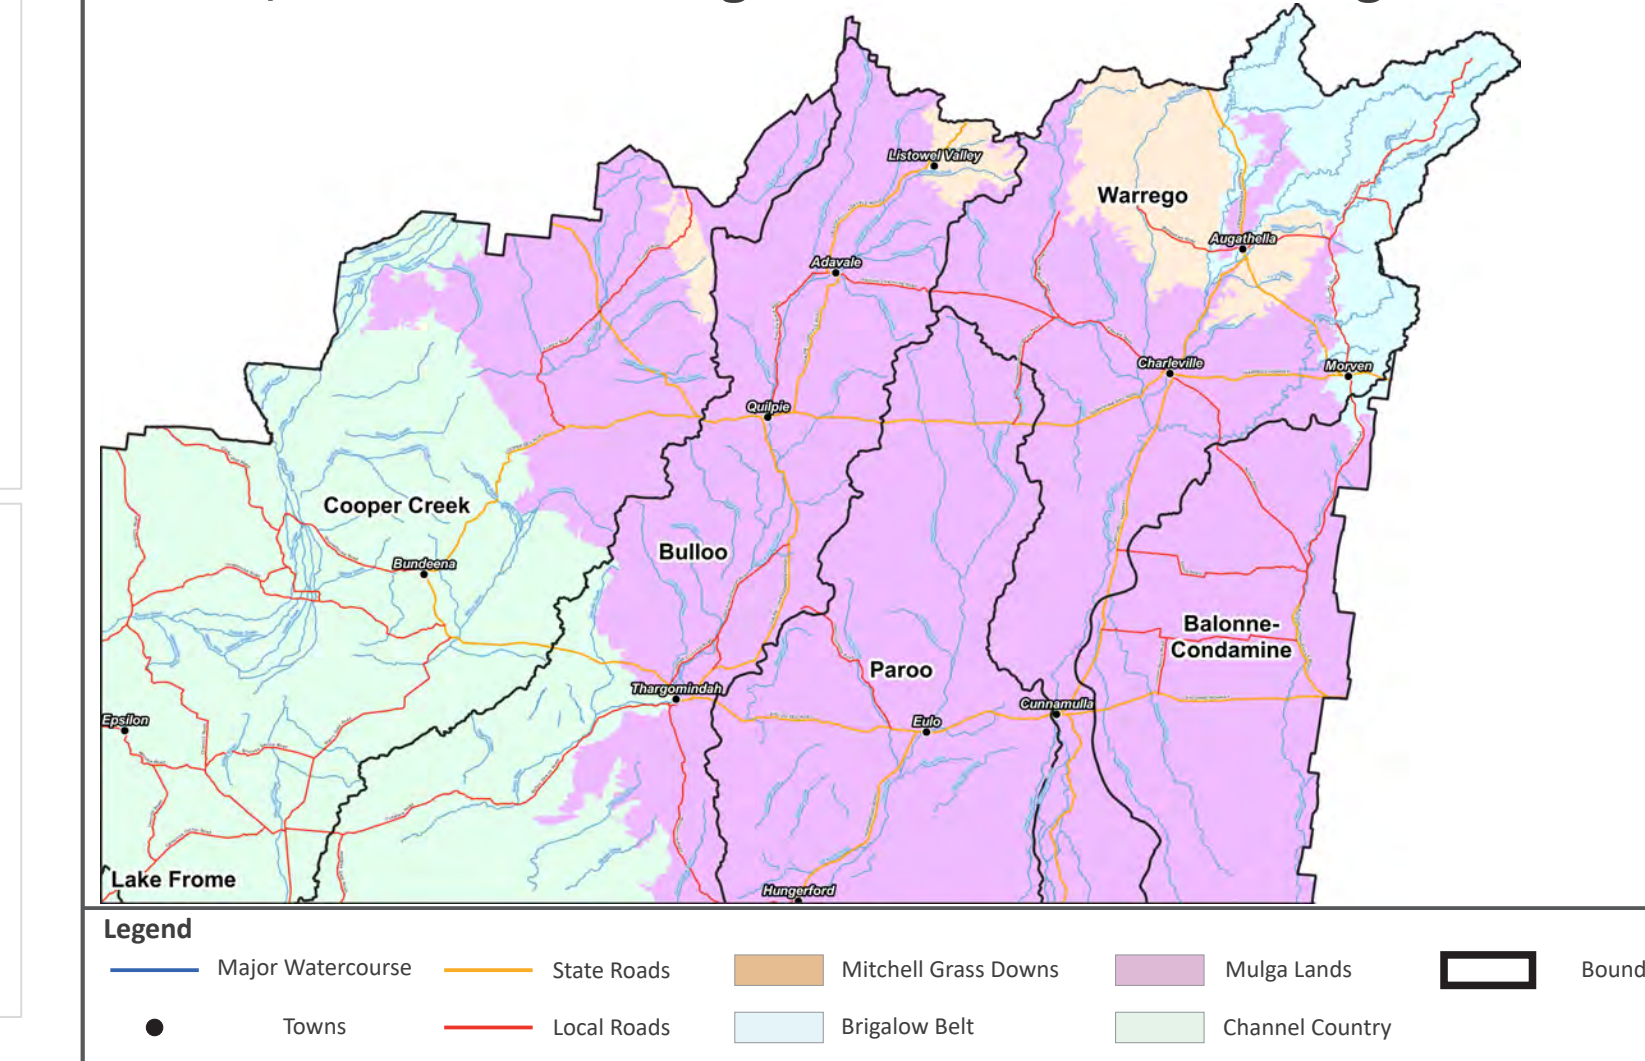 Listowel Valley
Warrego
Augathella
Adavale
Charleville
Morven
Quilpie
Cooper Creek
Bulloo
Bundeena
Balonne-
Condamine
Paroo
Thargomindah
Cunnamulla
Epsilon
Eulo
Lake Frome
Hungerford
Legend
Major Watercourse
State Roads
Mitchell Grass Downs
Mulga Lands
Bound
Towns
Local Roads
Brigalow Belt
Channel Country